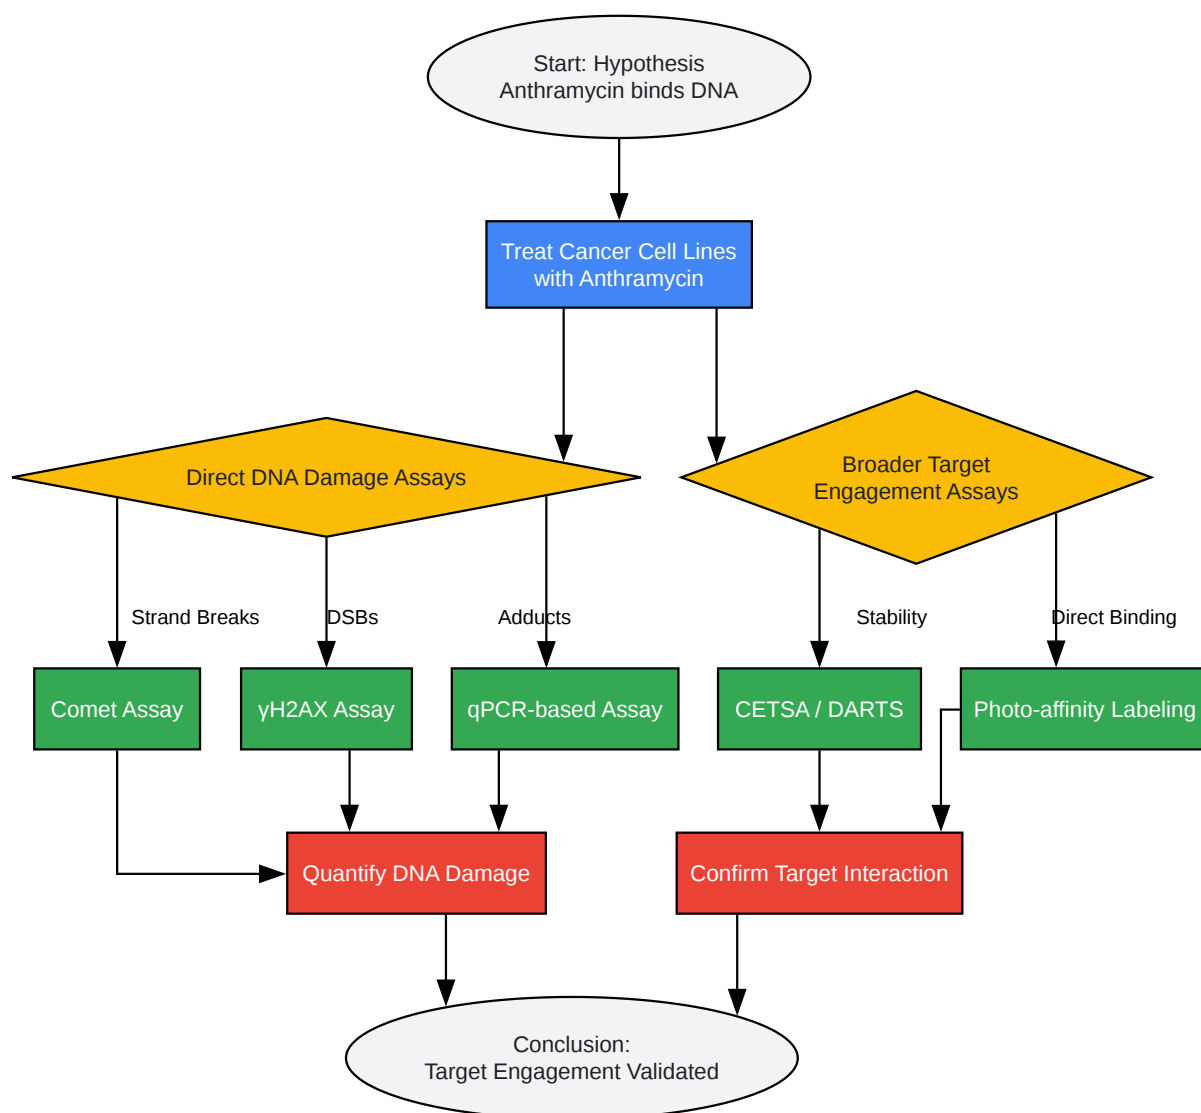 Start: Hypothesis
Anthramycin binds DNA
Treat Cancer Cell Lines
with Anthramycin
Direct DNA Damage Assays
Broader Target
Engagement Assays
Strand Breaks
DSBs
Adducts
Stability
Direct Binding
Comet Assay
γH2AX Assay
qPCR-based Assay
CETSA / DARTS
Photo-affinity Labeling
Quantify DNA Damage
Confirm Target Interaction
Conclusion:
Target Engagement Validated